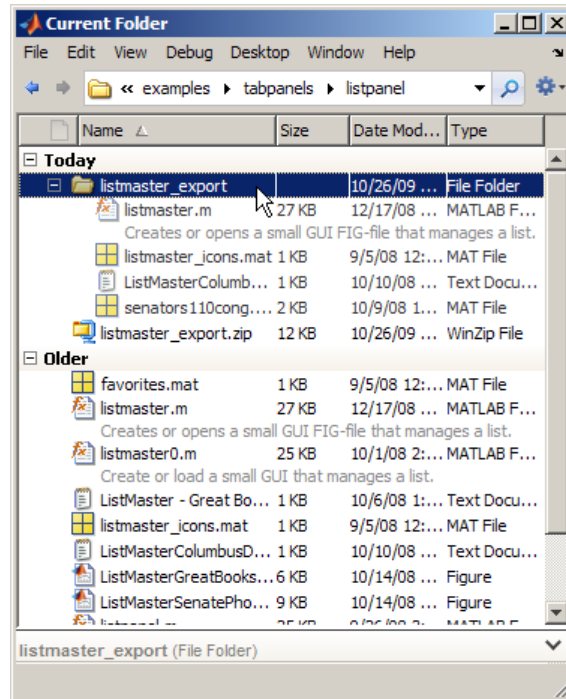 Current Folder
File Edit View Debug Desktop Window Help
« examples tabpanels listpanel
Name Size Date Mod... Type
Today
listmaster_export 10/26/09 ... File Folder
listmaster.m 27 KB 12/17/08 ... MATLAB F...
Creates or opens a small GUI FIG-file that manages a list.
listmaster_icons.mat 1 KB 9/5/08 12:... MAT File
ListMasterColumb... 1 KB 10/10/08 ... Text Docu...
senators110cong.... 2 KB 10/9/08 1... MAT File
listmaster_export.zip 12 KB 10/26/09 ... WinZip File
Older
favorites.mat 1 KB 9/5/08 12:... MAT File
listmaster.m 27 KB 12/17/08 ... MATLAB F...
Creates or opens a small GUI FIG-file that manages a list.
listmaster0.m 25 KB 10/1/08 2:... MATLAB F...
Create or load a small GUI that manages a list.
ListMaster - Great Bo... 1 KB 10/6/08 1:... Text Docu...
listmaster_icons.mat 1 KB 9/5/08 12:... MAT File
ListMasterColumbusD... 1 KB 10/10/08 ... Text Docu...
ListMasterGreatBooks... 6 KB 10/14/08 ... Figure
ListMasterSenatePho... 9 KB 10/14/08 ... Figure
listmaster_export (File Folder)